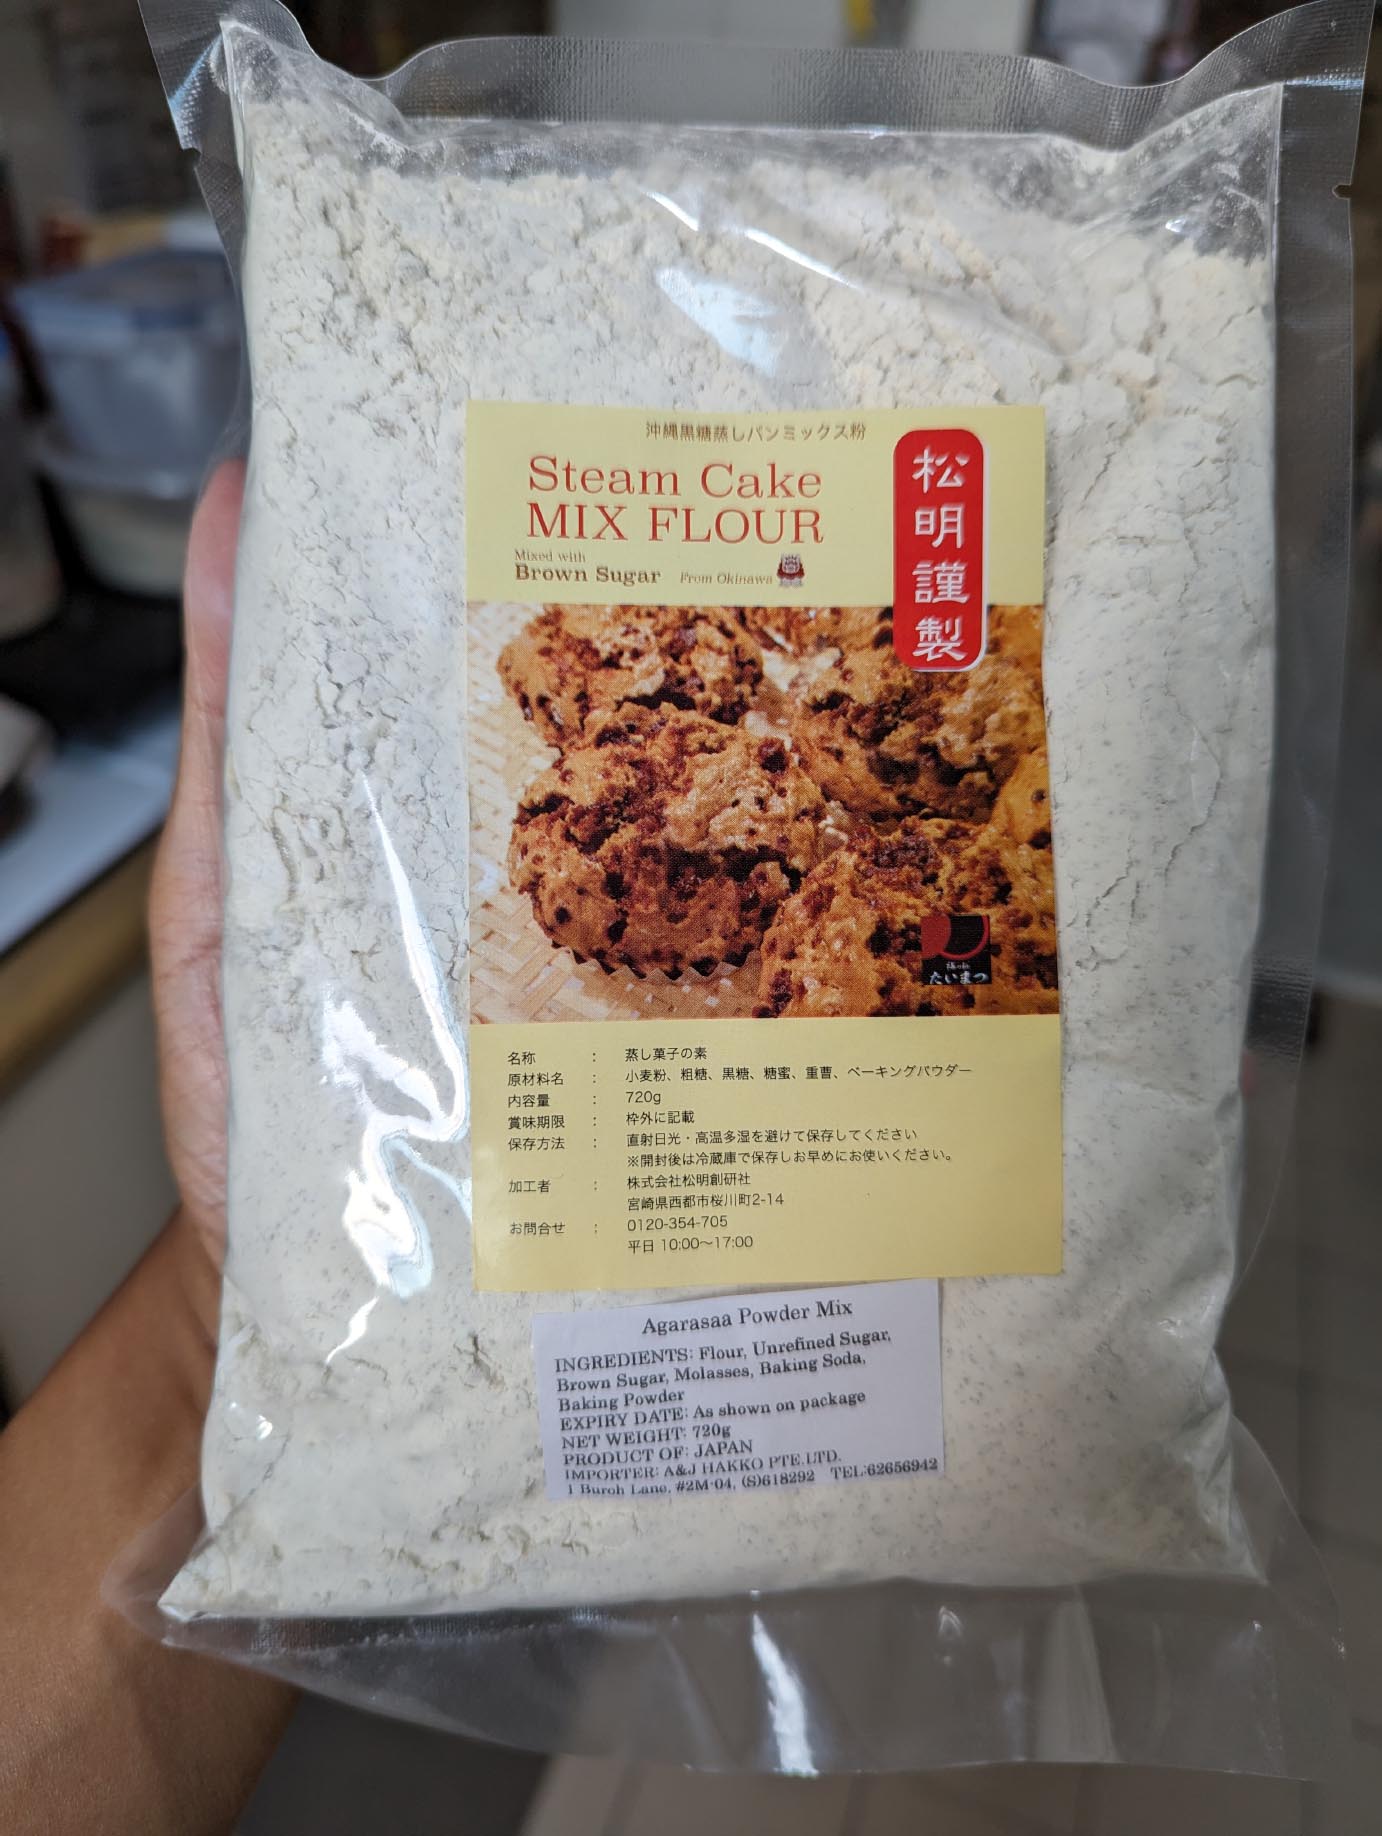 沖縄黒糖蒸しパンミックス粉
Steam Cake
MIX FLOUR
Mixed with
Brown Sugar From Okinawa
松明謹製
たいまつ
名称 : 蒸し菓子の素
原材料名 : 小麦粉、粗糖、黒糖、糖蜜、重曹、ベーキングパウダー
内容量 : 720g
賞味期限 : 枠外に記載
保存方法 : 直射日光・高温多湿を避けて保存してください
※開封後は冷蔵庫で保存しお早めにお使いください。
加工者 : 株式会社松明創研社
宮崎県西都市桜川町2-14
お問合せ : 0120-354-705
平日 10:00〜17:00
Agarasaa Powder Mix
INGREDIENTS: Flour, Unrefined Sugar,
Brown Sugar, Molasses, Baking Soda,
Baking Powder
EXPIRY DATE: As shown on package
NET WEIGHT: 720g
PRODUCT OF: JAPAN
IMPORTER: A&J HAKKO PTE.LTD.
1 Buroh Lane, #2M-04, (S)618292 TEL:62656942